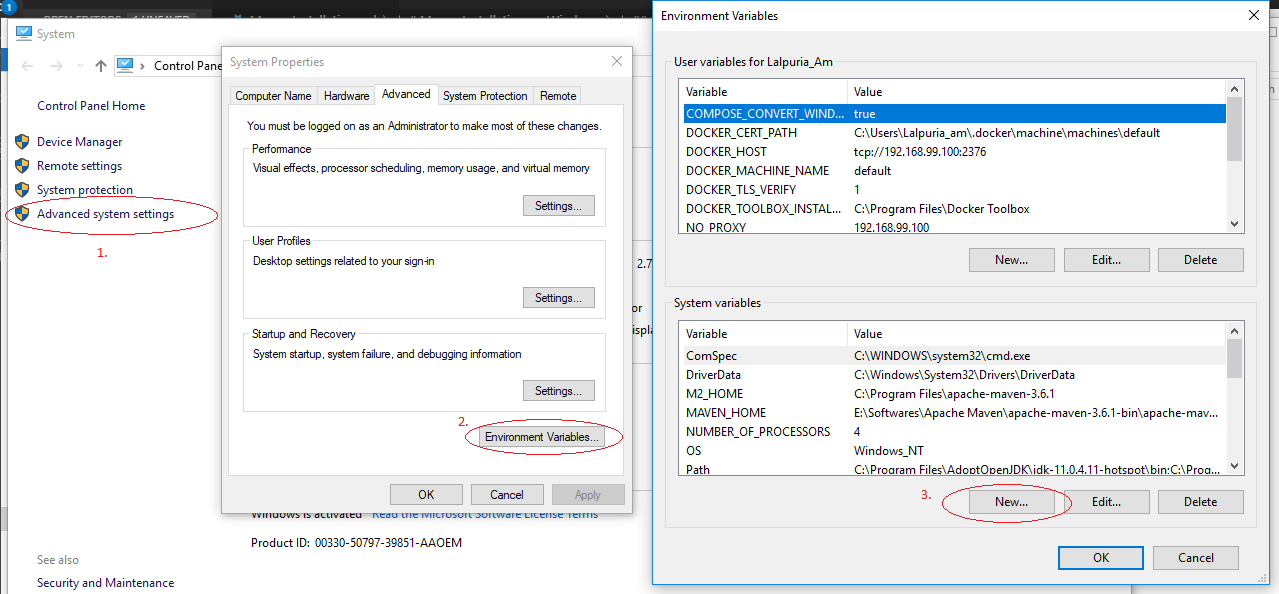 1
OPEN EDITORS 1 UNSAVED
System
Control Pane
Control Panel Home
Device Manager
Remote settings
System protection
Advanced system settings
1.
See also
Security and Maintenance
System Properties
Computer Name Hardware Advanced System Protection Remote
You must be logged on as an Administrator to make most of these changes.
Performance
Visual effects, processor scheduling, memory usage, and virtual memory
Settings...
User Profiles
Desktop settings related to your sign-in
Settings...
Startup and Recovery
System startup, system failure, and debugging information
Settings...
2.
Environment Variables...
OK Cancel Apply
2.7
or
ispla
Windows is activated Read the Microsoft Software License Terms
Product ID: 00330-50797-39851-AAOEM
Environment Variables
User variables for Lalpuria_Am
Variable Value
COMPOSE_CONVERT_WIND... true
DOCKER_CERT_PATH C:\Users\Lalpuria_am\.docker\machine\machines\default
DOCKER_HOST tcp://192.168.99.100:2376
DOCKER_MACHINE_NAME default
DOCKER_TLS_VERIFY 1
DOCKER_TOOLBOX_INSTAL... C:\Program Files\Docker Toolbox
NO_PROXY 192.168.99.100
New... Edit... Delete
System variables
Variable Value
ComSpec C:\WINDOWS\system32\cmd.exe
DriverData C:\Windows\System32\Drivers\DriverData
M2_HOME C:\Program Files\apache-maven-3.6.1
MAVEN_HOME E:\Softwares\Apache Maven\apache-maven-3.6.1-bin\apache-mav...
NUMBER_OF_PROCESSORS 4
OS Windows_NT
Path C:\Program Files\AdoptOpenJDK\jdk-11.0.4.11-hotspot\bin;C:\Prog...
3.
New... Edit... Delete
OK Cancel